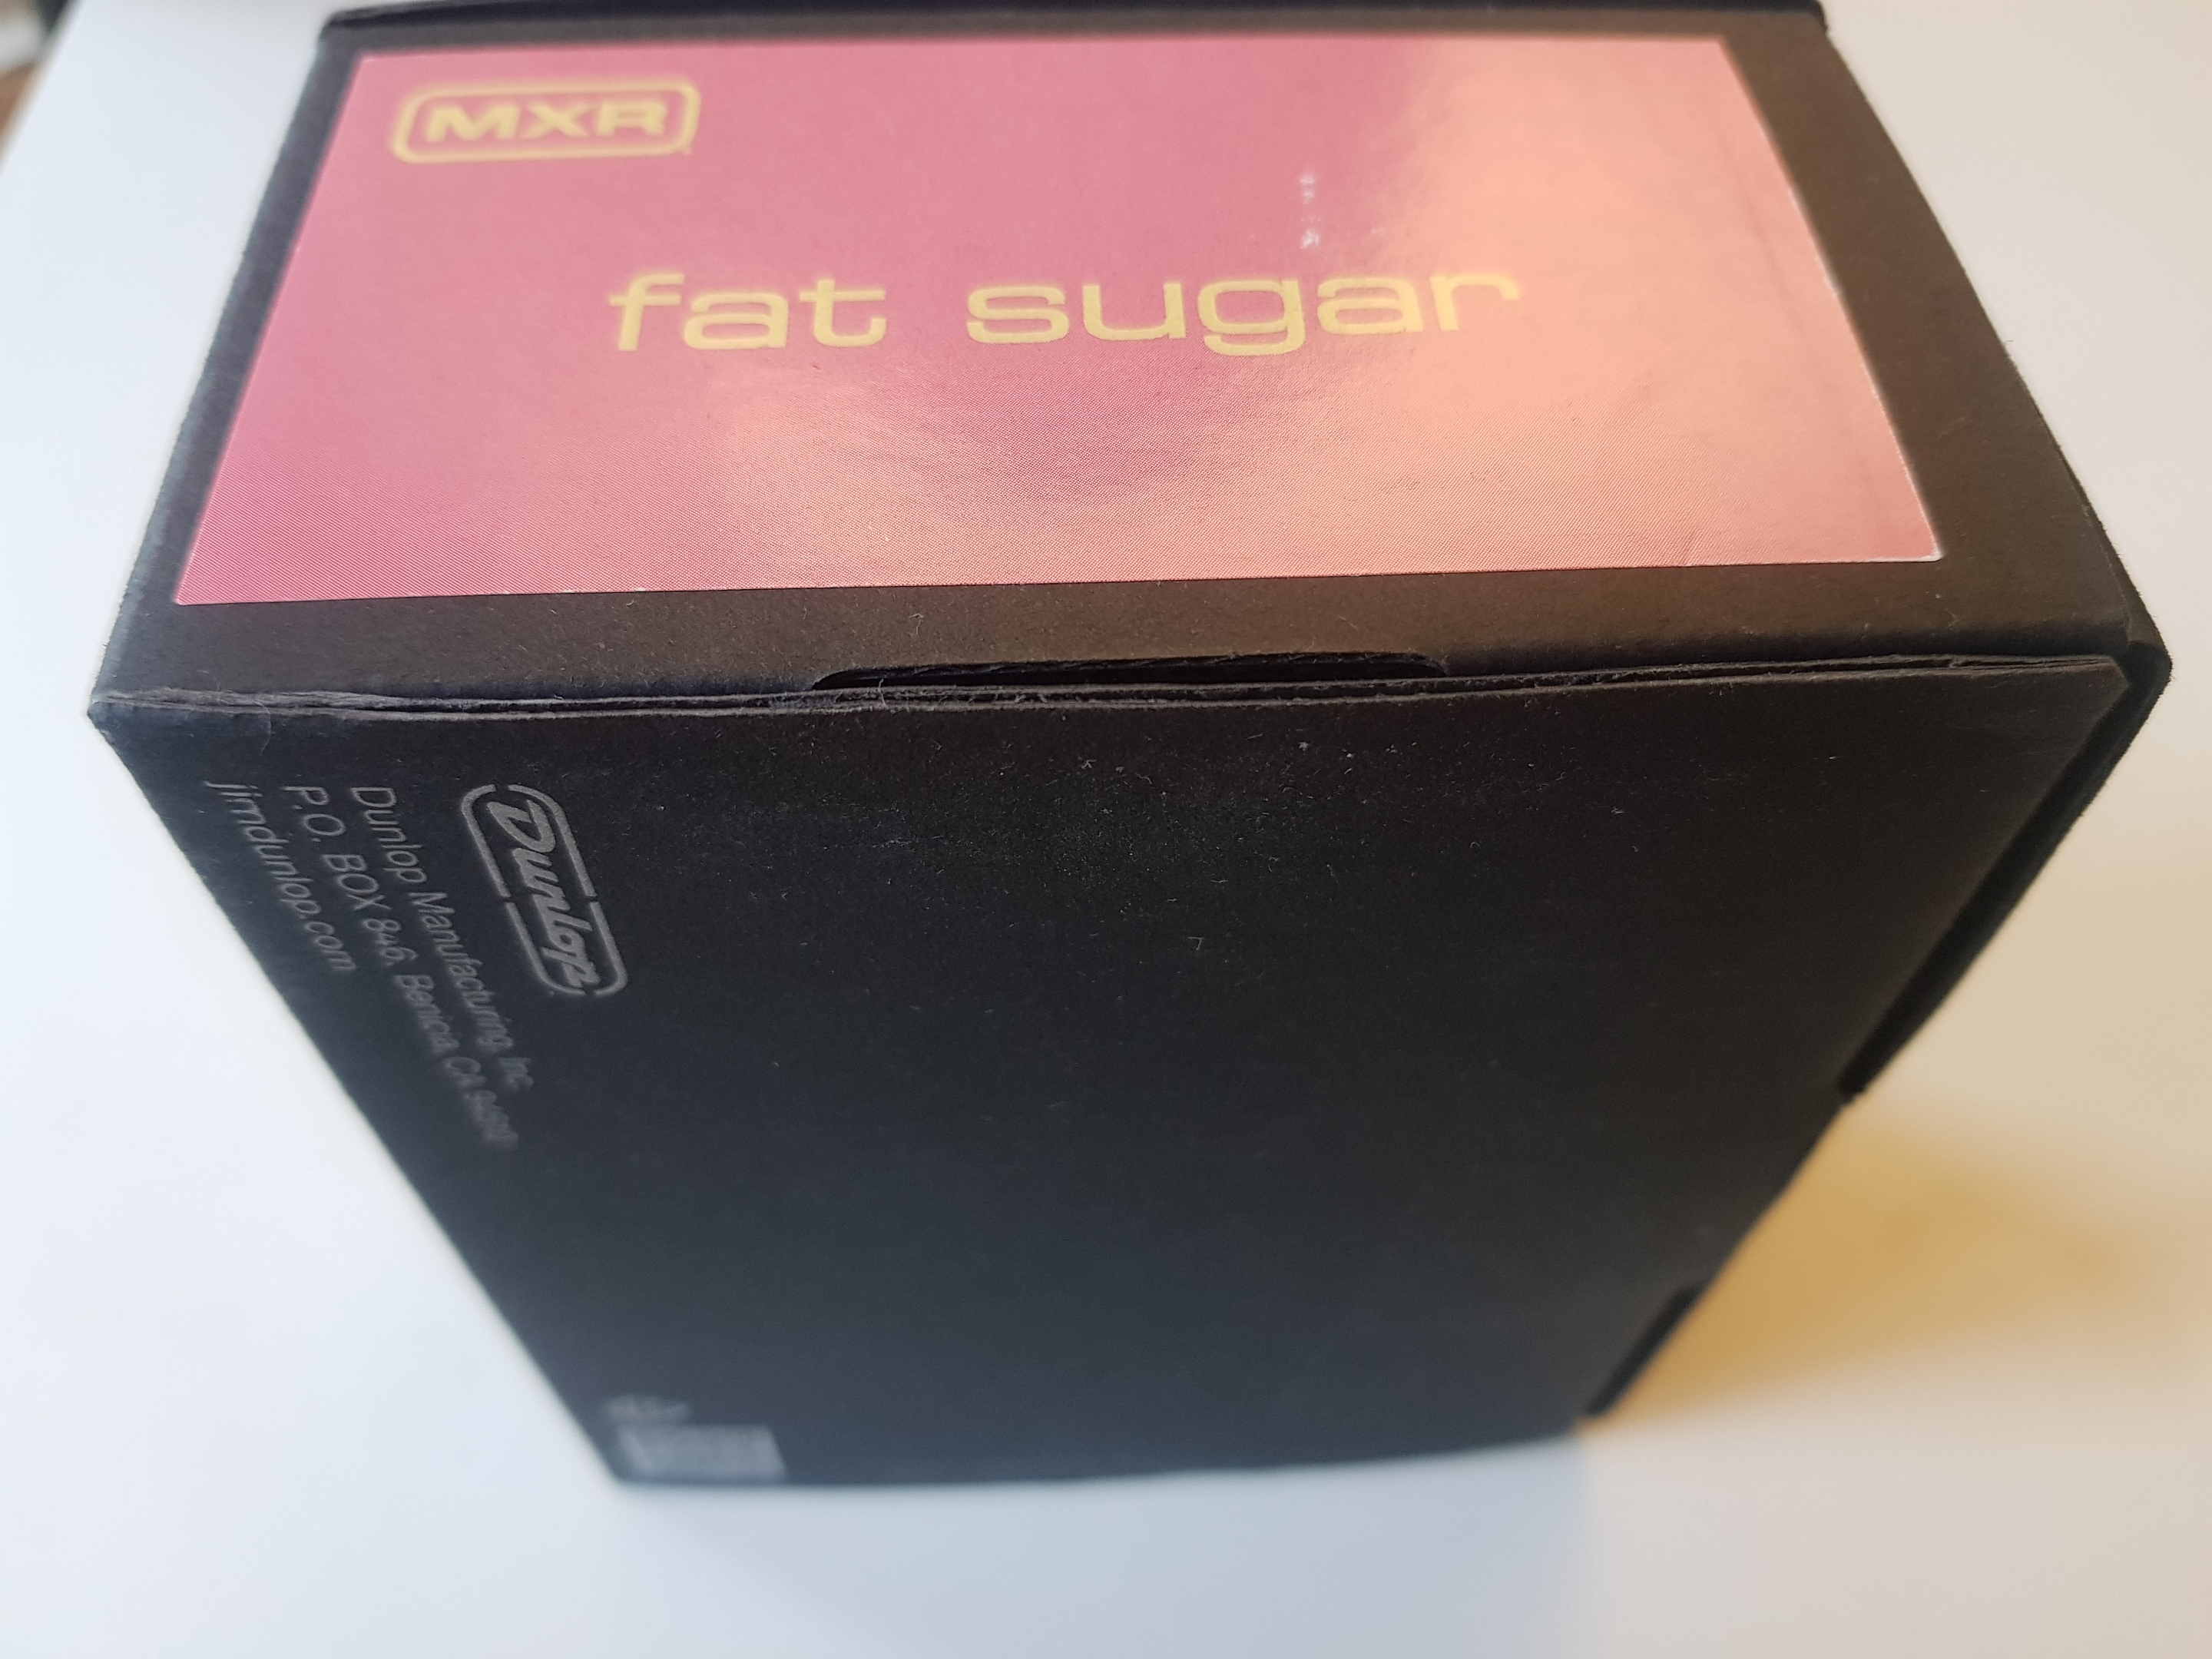 MXR
fat sugar
Dunlop
Dunlop Manufacturing, Inc.
P.O. BOX 846, Benicia, CA 94510
jimdunlop.com